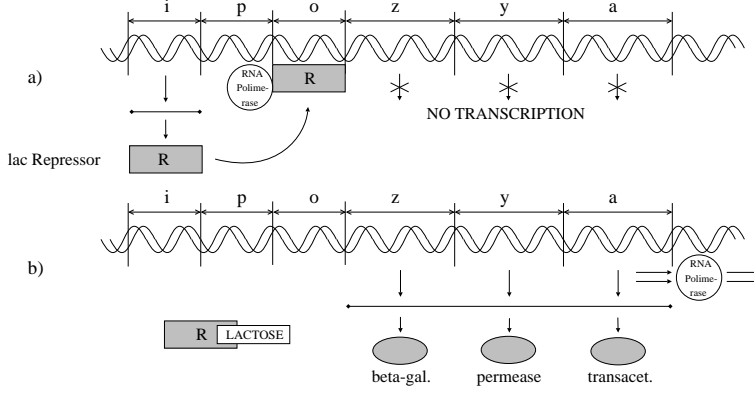 i p o z y a
a)
RNA
Polime-
rase
R
NO TRANSCRIPTION
lac Repressor
R
i p o z y a
b)
RNA
Polime-
rase
R
LACTOSE
beta-gal. permease transacet.